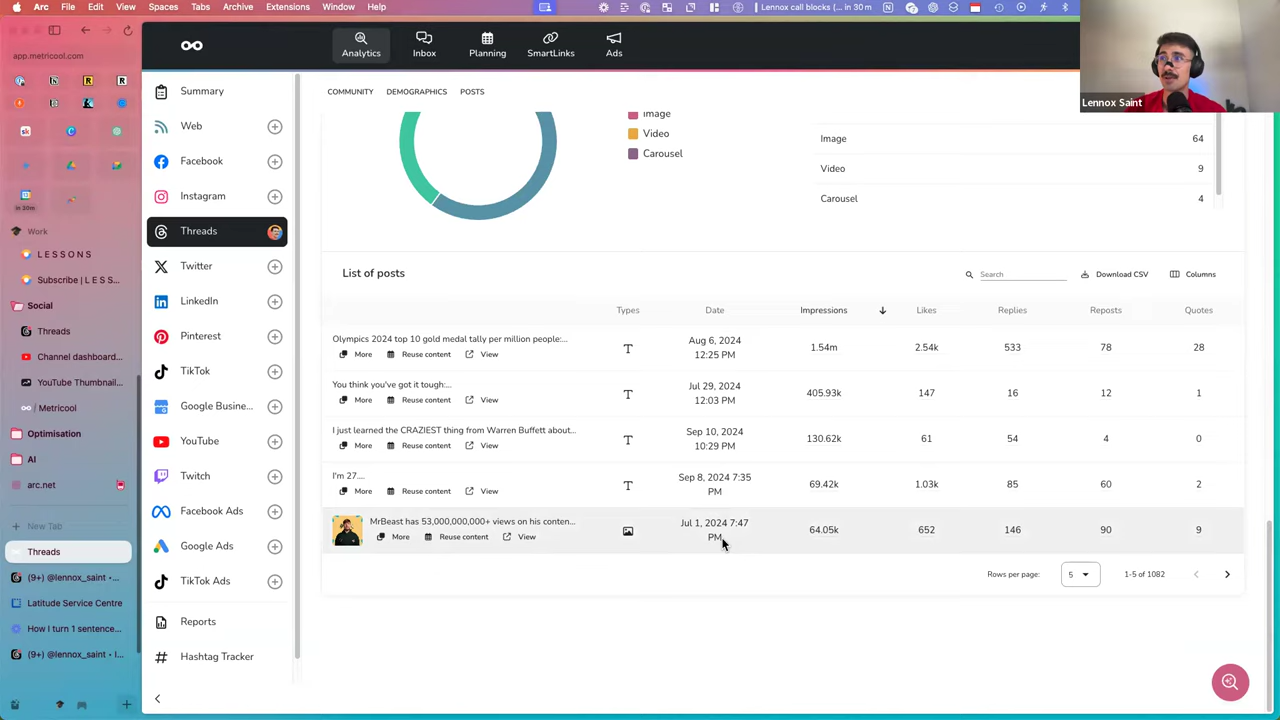 Arc File Edit View Spaces Tabs Archive Extensions Window Help
Lennox call blocks (... in 30m)
app.metricool.com
in 30m
Work
L E S S O N S
Subscribe | L E S S...
Social
Threads
Channel dashboard...
YouTube Thumbnail...
/ Metricool
Optimisation
AI
arc.net
New Tab
Threads
(9+) @lennox_saint •...
Latitude Service Centre
How I turn 1 sentence...
(9+) @lennox_saint • I...
Analytics
Inbox
Planning
SmartLinks
Ads
Lennox Saint
Summary
Web
Facebook
Instagram
Threads
Twitter
LinkedIn
Pinterest
TikTok
Google Busine...
YouTube
Twitch
Facebook Ads
Google Ads
TikTok Ads
Reports
Hashtag Tracker
COMMUNITY DEMOGRAPHICS POSTS
Image
Video
Carousel
Image 64
Video 9
Carousel 4
List of posts
Search
Download CSV
Columns
Types Date Impressions Likes Replies Reposts Quotes
Olympics 2024 top 10 gold medal tally per million people:...
More Reuse content View
T
Aug 6, 2024
12:25 PM
1.54m 2.54k 533 78 28
You think you've got it tough:...
More Reuse content View
T
Jul 29, 2024
12:03 PM
405.93k 147 16 12 1
I just learned the CRAZIEST thing from Warren Buffett about...
More Reuse content View
T
Sep 10, 2024
10:29 PM
130.62k 61 54 4 0
I'm 27....
More Reuse content View
T
Sep 8, 2024 7:35
PM
69.42k 1.03k 85 60 2
MrBeast has 53,000,000,000+ views on his conten...
More Reuse content View
Jul 1, 2024 7:47
PM
64.05k 652 146 90 9
Rows per page: 5 1-5 of 1082